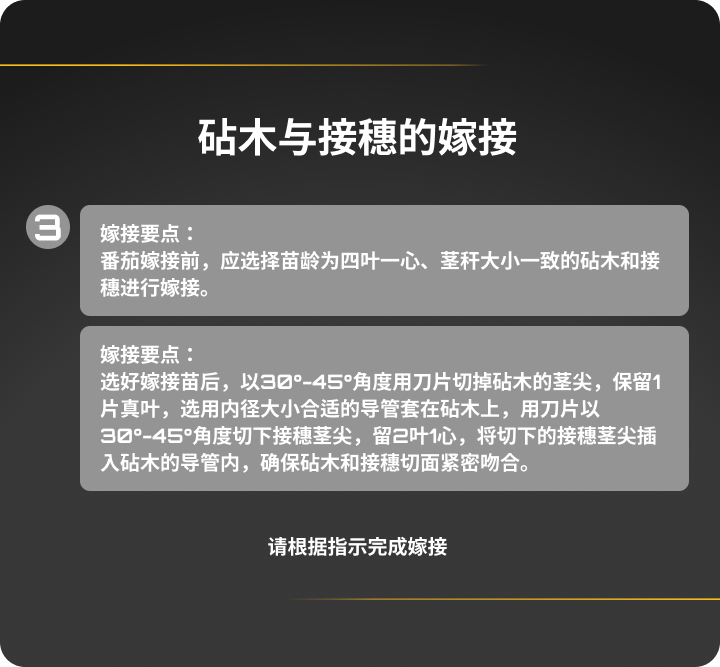 砧木与接穗的嫁接
3
嫁接要点：
番茄嫁接前，应选择苗龄为四叶一心、茎秆大小一致的砧木和接
穗进行嫁接。
嫁接要点：
选好嫁接苗后，以30°-45°角度用刀片切掉砧木的茎尖，保留1
片真叶，选用内径大小合适的导管套在砧木上，用刀片以
30°-45°角度切下接穗茎尖，留2叶1心，将切下的接穗茎尖插
入砧木的导管内，确保砧木和接穗切面紧密吻合。
请根据指示完成嫁接